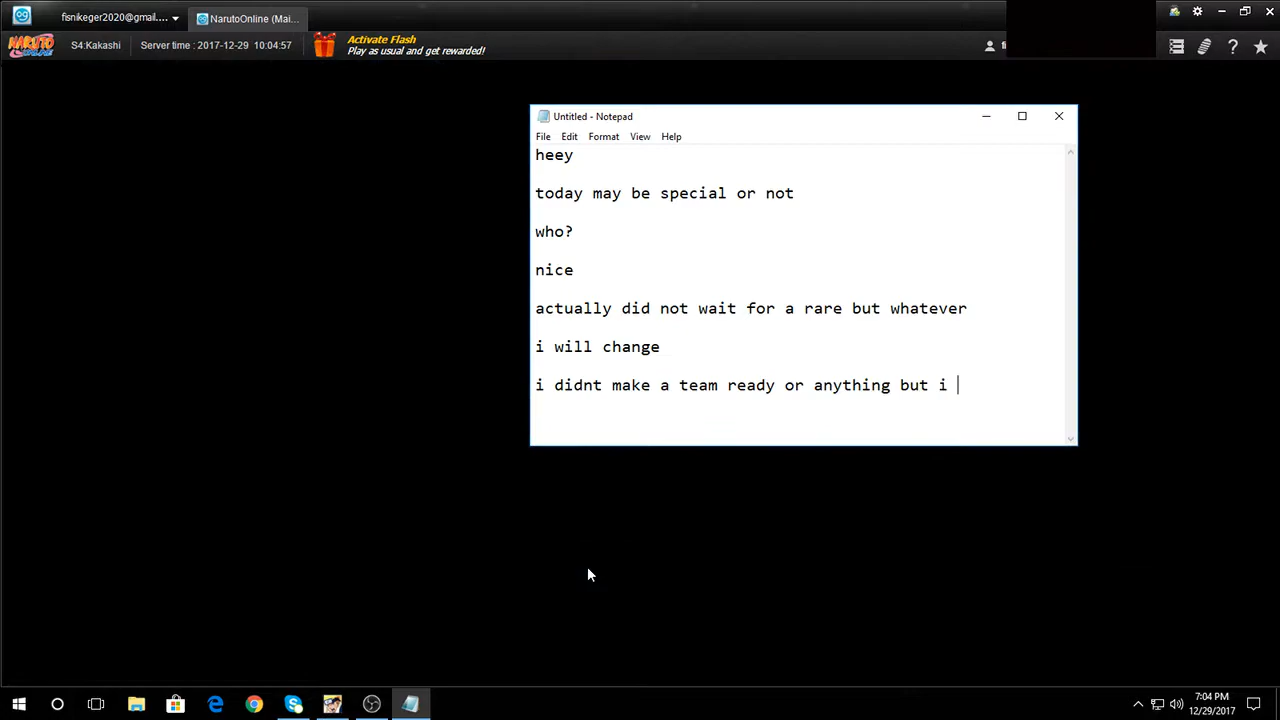 fisnikeger2020@gmail....
NarutoOnline (Mai...
NARUTO
ONLINE
S4:Kakashi
Server time : 2017-12-29 10:04:57
Activate Flash
Play as usual and get rewarded!
Untitled - Notepad
File Edit Format View Help
heey
today may be special or not
who?
nice
actually did not wait for a rare but whatever
i will change
i didnt make a team ready or anything but i
7:04 PM
12/29/2017